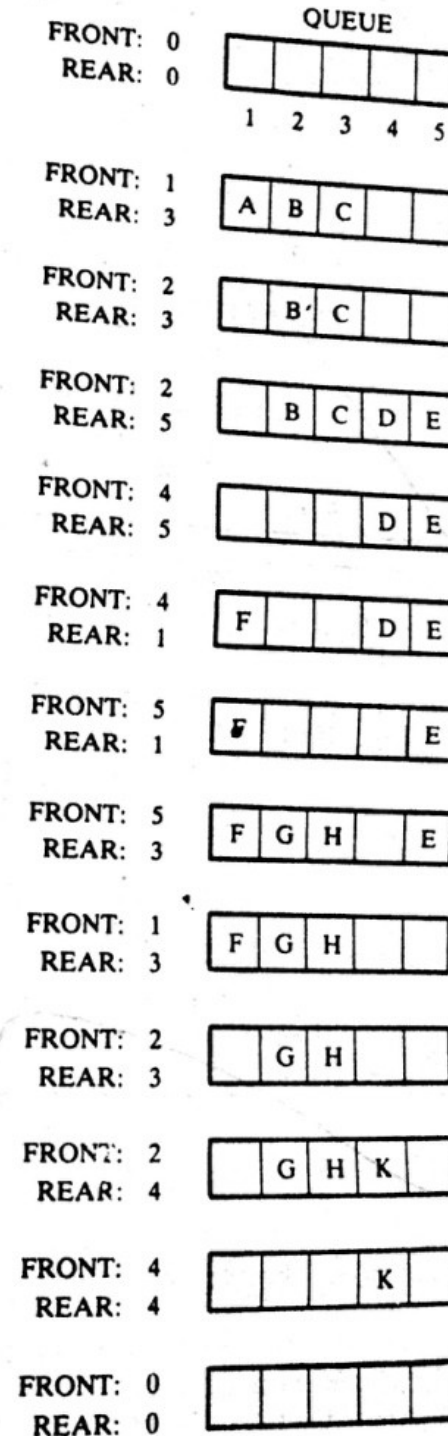 QUEUE
FRONT: 0
REAR: 0
1 2 3 4 5
FRONT: 1
REAR: 3 A B C
FRONT: 2
REAR: 3 B C
FRONT: 2
REAR: 5 B C D E
FRONT: 4
REAR: 5 D E
FRONT: 4
REAR: 1 F D E
FRONT: 5
REAR: 1 F E
FRONT: 5
REAR: 3 F G H E
FRONT: 1
REAR: 3 F G H
FRONT: 2
REAR: 3 G H
FRONT: 2
REAR: 4 G H K
FRONT: 4
REAR: 4 K
FRONT: 0
REAR: 0